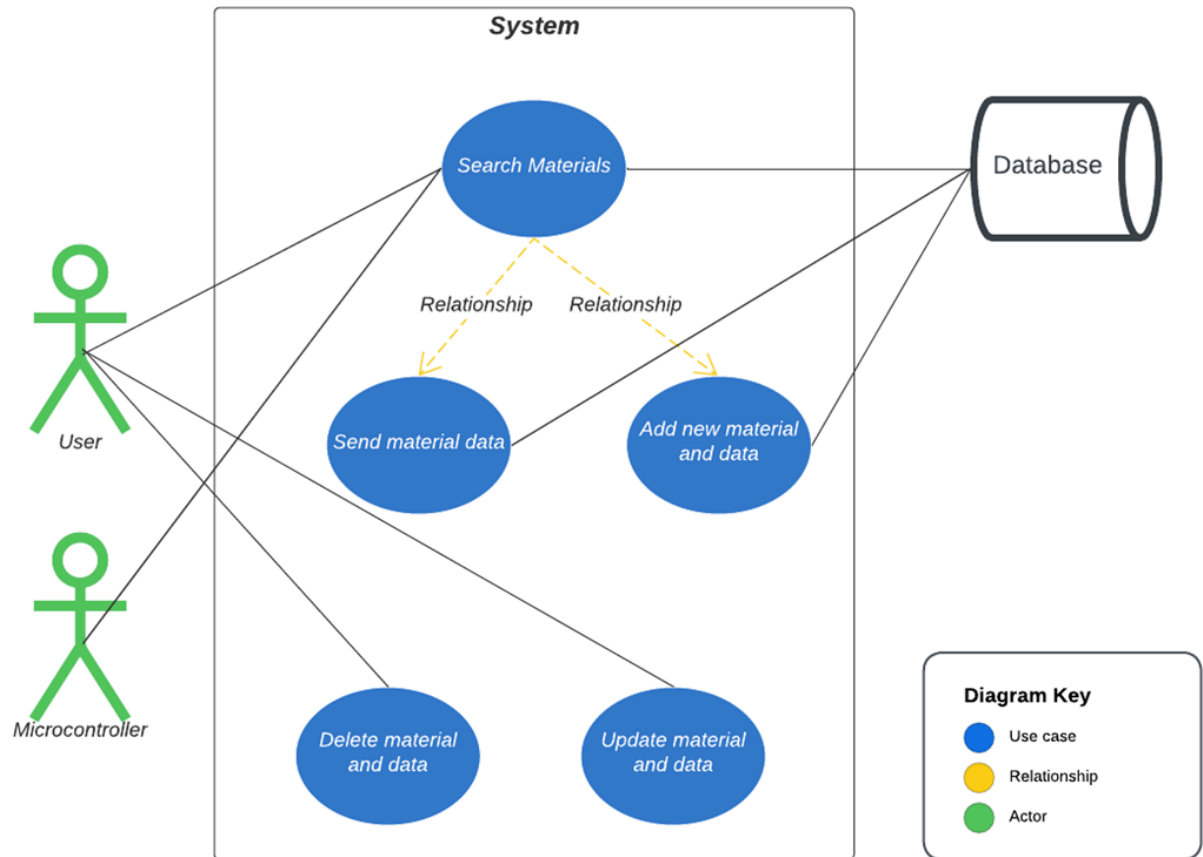 System
Search Materials
Database
Relationship
Relationship
User
Send material data
Add new material
and data
Microcontroller
Delete material
and data
Update material
and data
Diagram Key
Use case
Relationship
Actor